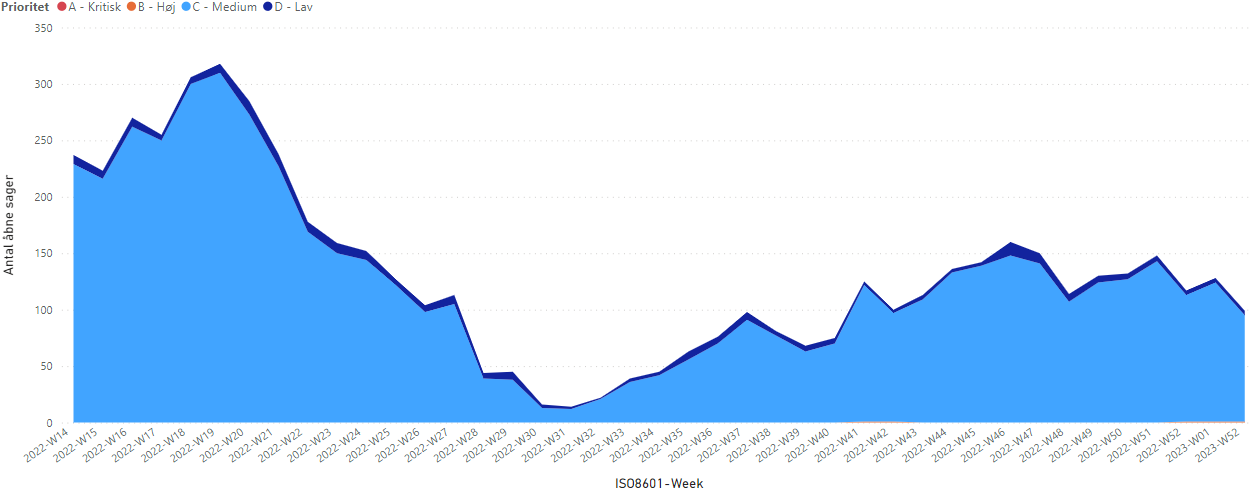 Prioritet A - Kritisk B - Høj C - Medium D - Lav
350
300
250
200
150
100
50
0
Antal åbne sager
2022-W14 2022-W15 2022-W16 2022-W17 2022-W18 2022-W19 2022-W20 2022-W21 2022-W22 2022-W23 2022-W24 2022-W25 2022-W26 2022-W27 2022-W28 2022-W29 2022-W30 2022-W31 2022-W32 2022-W33 2022-W34 2022-W35 2022-W36 2022-W37 2022-W38 2022-W39 2022-W40 2022-W41 2022-W42 2022-W43 2022-W44 2022-W45 2022-W46 2022-W47 2022-W48 2022-W49 2022-W50 2022-W51 2022-W52 2023-W01 2023-W52
ISO8601-Week